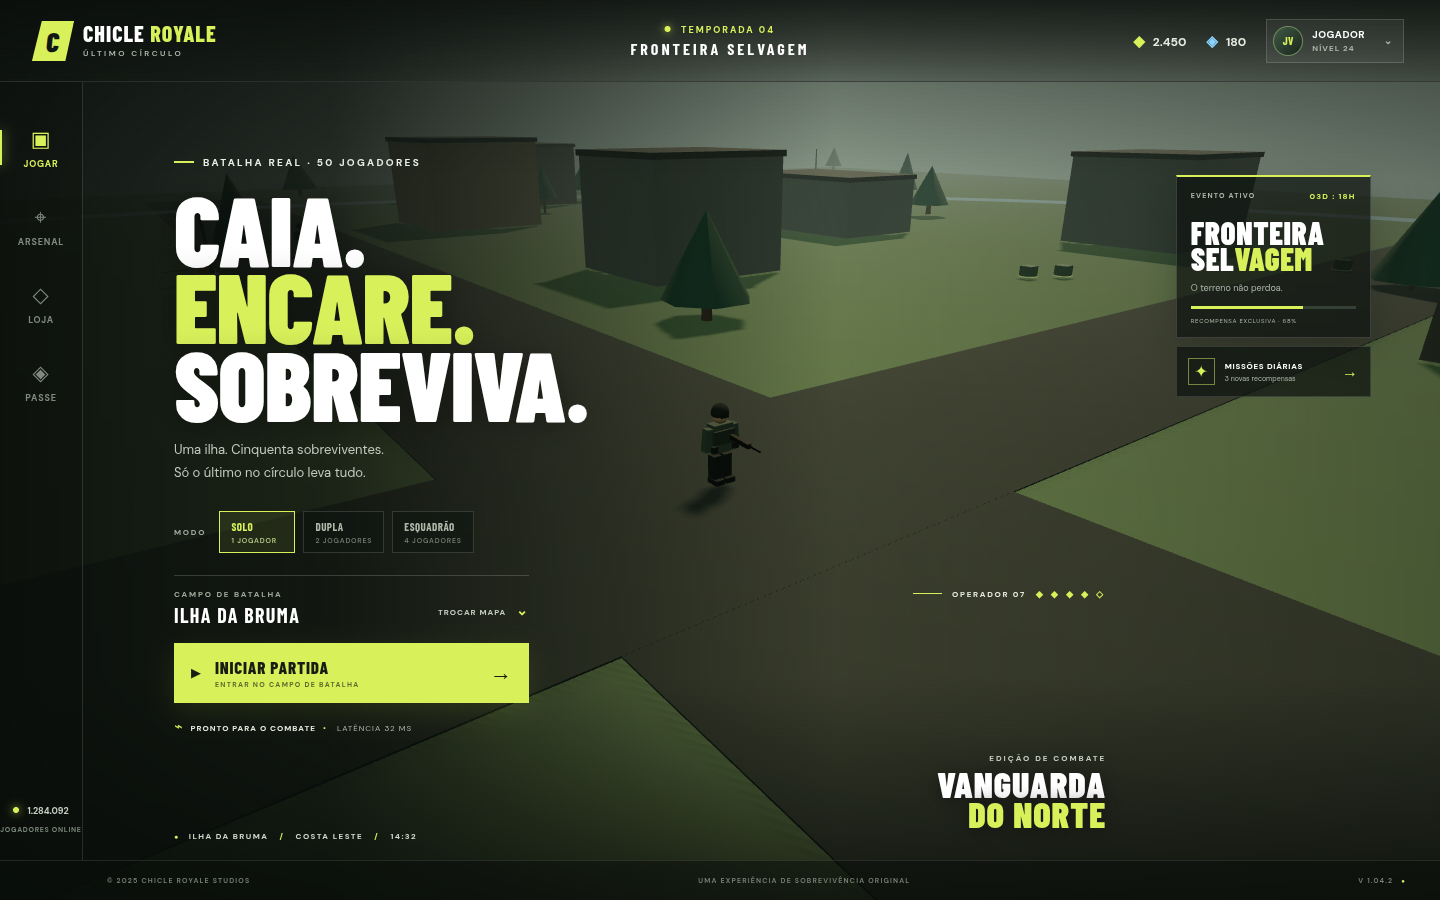 C
CHICLE ROYALE
ÚLTIMO CÍRCULO
TEMPORADA 04
FRONTEIRA SELVAGEM
2.450
180
JV
JOGADOR
NÍVEL 24
JOGAR
ARSENAL
LOJA
PASSE
1.284.092
JOGADORES ONLINE
BATALHA REAL · 50 JOGADORES
CAIA.
ENCARE.
SOBREVIVA.
Uma ilha. Cinquenta sobreviventes.
Só o último no círculo leva tudo.
MODO
SOLO
1 JOGADOR
DUPLA
2 JOGADORES
ESQUADRÃO
4 JOGADORES
CAMPO DE BATALHA
ILHA DA BRUMA
TROCAR MAPA
INICIAR PARTIDA
ENTRAR NO CAMPO DE BATALHA
PRONTO PARA O COMBATE • LATÊNCIA 32 MS
ILHA DA BRUMA / COSTA LESTE / 14:32
EVENTO ATIVO
03D : 18H
FRONTEIRA
SELVAGEM
O terreno não perdoa.
RECOMPENSA EXCLUSIVA · 68%
MISSÕES DIÁRIAS
3 novas recompensas
OPERADOR 07
EDIÇÃO DE COMBATE
VANGUARDA
DO NORTE
© 2025 CHICLE ROYALE STUDIOS
UMA EXPERIÊNCIA DE SOBREVIVÊNCIA ORIGINAL
V 1.04.2